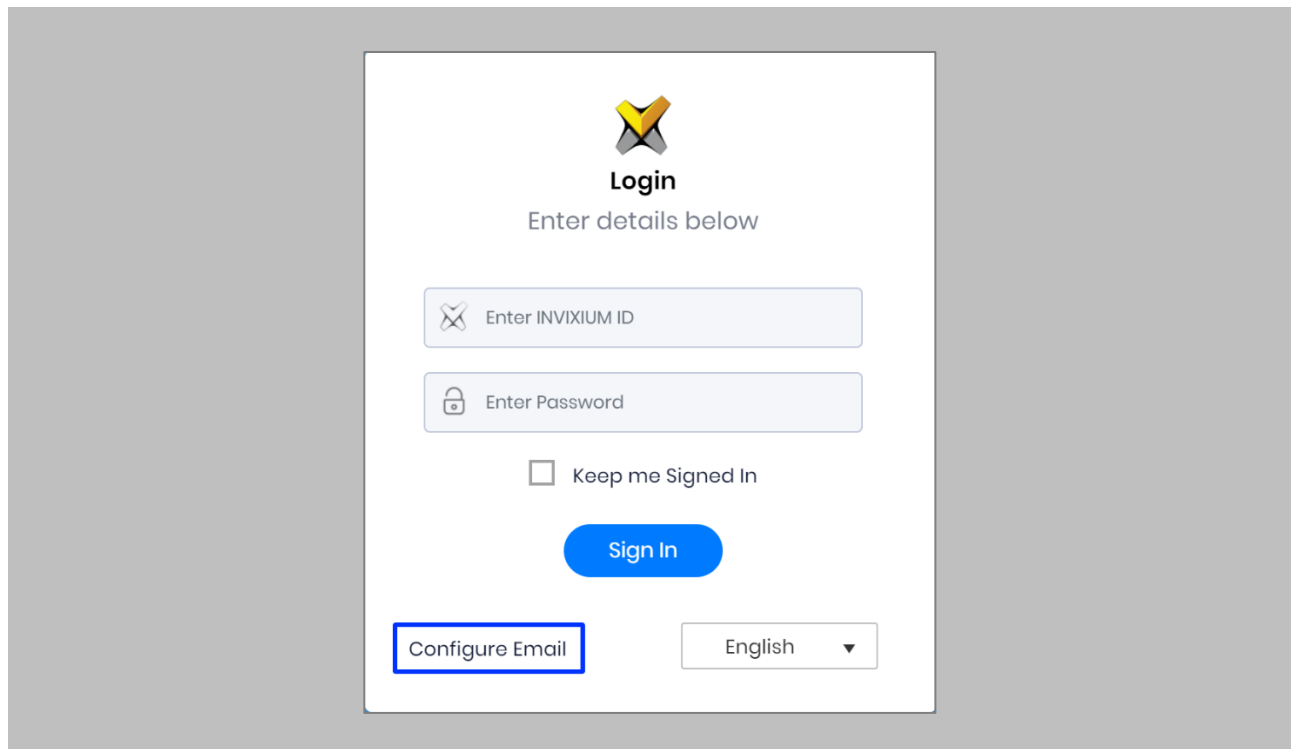 Login
Enter details below
Enter INVIXIUM ID
Enter Password
Keep me Signed In
Sign In
Configure Email
English